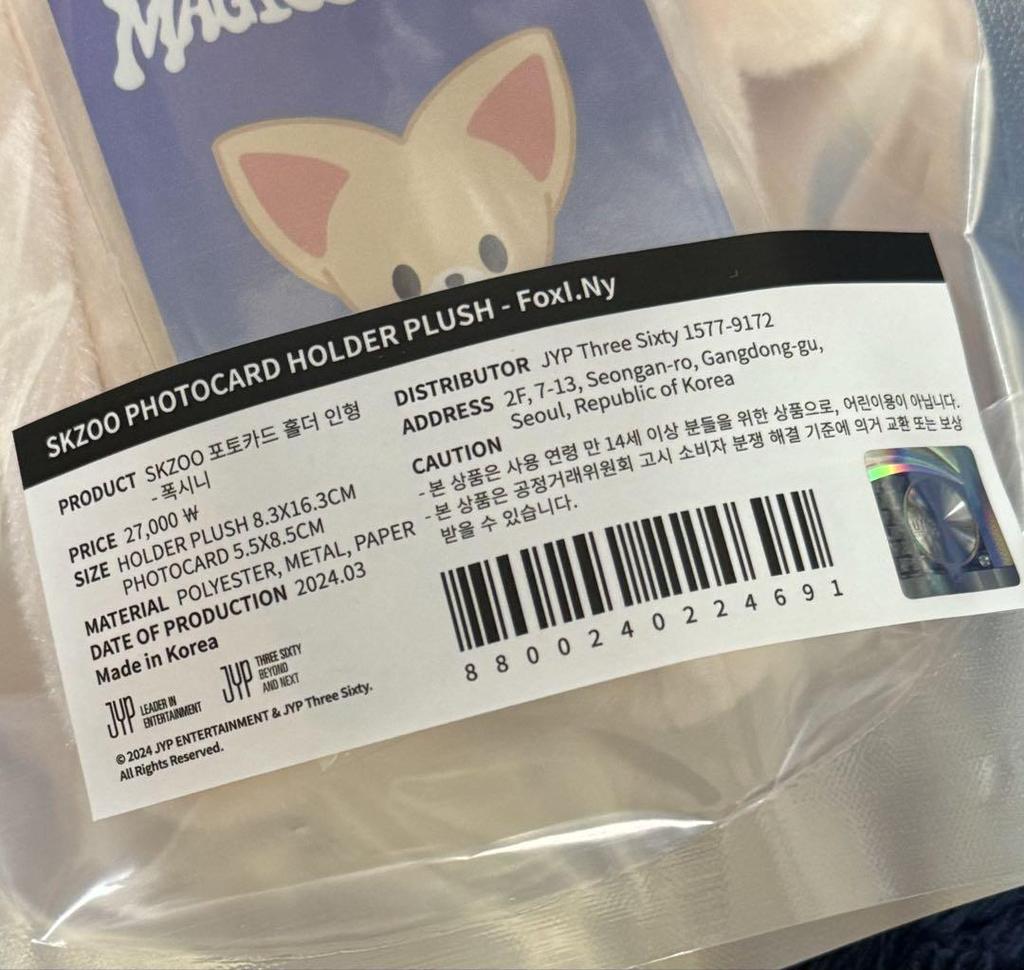 SKZOO PHOTOCARD HOLDER PLUSH - FoxI.Ny
PRODUCT SKZOO 포토카드 홀더 인형
- 폭시니
PRICE 27,000 ₩
SIZE HOLDER PLUSH 8.3X16.3CM
PHOTOCARD 5.5X8.5CM
MATERIAL POLYESTER, METAL, PAPER
DATE OF PRODUCTION 2024.03
Made in Korea
JYP LEADER IN
ENTERTAINMENT
JYP THREE SIXTY
BEYOND
AND NEXT
© 2024 JYP ENTERTAINMENT & JYP Three Sixty.
All Rights Reserved.
DISTRIBUTOR JYP Three Sixty 1577-9172
ADDRESS 2F, 7-13, Seongan-ro, Gangdong-gu,
Seoul, Republic of Korea
CAUTION
- 본 상품은 사용 연령 만 14세 이상 분들을 위한 상품으로, 어린이용이 아닙니다.
- 본 상품은 공정거래위원회 고시 소비자 분쟁 해결 기준에 의거 교환 또는 보상
받을 수 있습니다.
8800240224691